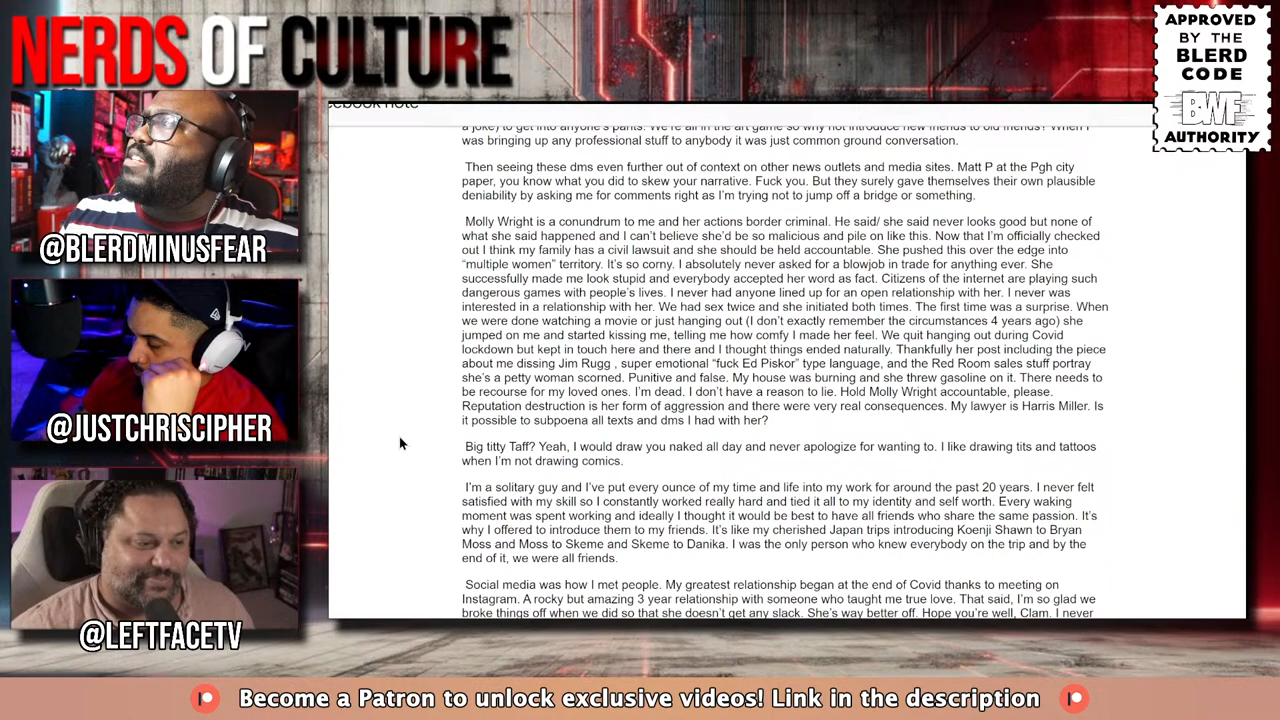 NERDS OF CULTURE
APPROVED
BY THE
BLERD
CODE
BWF
AUTHORITY
@BLERDMINUSFEAR
@JUSTCHRISCIPHER
@LEFTFACETV
ebook note
a joke) to get into anyone's pants. We're all in the art game so why not introduce new friends to old friends? When I
was bringing up any professional stuff to anybody it was just common ground conversation.
Then seeing these dms even further out of context on other news outlets and media sites. Matt P at the Pgh city
paper, you know what you did to skew your narrative. Fuck you. But they surely gave themselves their own plausible
deniability by asking me for comments right as I'm trying not to jump off a bridge or something.
Molly Wright is a conundrum to me and her actions border criminal. He said/ she said never looks good but none of
what she said happened and I can't believe she'd be so malicious and pile on like this. Now that I'm officially checked
out I think my family has a civil lawsuit and she should be held accountable. She pushed this over the edge into
“multiple women” territory. It's so corny. I absolutely never asked for a blowjob in trade for anything ever. She
successfully made me look stupid and everybody accepted her word as fact. Citizens of the internet are playing such
dangerous games with people's lives. I never had anyone lined up for an open relationship with her. I never was
interested in a relationship with her. We had sex twice and she initiated both times. The first time was a surprise. When
we were done watching a movie or just hanging out (I don't exactly remember the circumstances 4 years ago) she
jumped on me and started kissing me, telling me how comfy I made her feel. We quit hanging out during Covid
lockdown but kept in touch here and there and I thought things ended naturally. Thankfully her post including the piece
about me dissing Jim Rugg , super emotional “fuck Ed Piskor” type language, and the Red Room sales stuff portray
she's a petty woman scorned. Punitive and false. My house was burning and she threw gasoline on it. There needs to
be recourse for my loved ones. I'm dead. I don't have a reason to lie. Hold Molly Wright accountable, please.
Reputation destruction is her form of aggression and there were very real consequences. My lawyer is Harris Miller. Is
it possible to subpoena all texts and dms I had with her?
Big titty Taff? Yeah, I would draw you naked all day and never apologize for wanting to. I like drawing tits and tattoos
when I'm not drawing comics.
I'm a solitary guy and I've put every ounce of my time and life into my work for around the past 20 years. I never felt
satisfied with my skill so I constantly worked really hard and tied it all to my identity and self worth. Every waking
moment was spent working and ideally I thought it would be best to have all friends who share the same passion. It's
why I offered to introduce them to my friends. It's like my cherished Japan trips introducing Koenji Shawn to Bryan
Moss and Moss to Skeme and Skeme to Danika. I was the only person who knew everybody on the trip and by the
end of it, we were all friends.
Social media was how I met people. My greatest relationship began at the end of Covid thanks to meeting on
Instagram. A rocky but amazing 3 year relationship with someone who taught me true love. That said, I'm so glad we
broke things off when we did so that she doesn't get any slack. She's way better off. Hope you're well, Clam. I never
Become a Patron to unlock exclusive videos! Link in the description